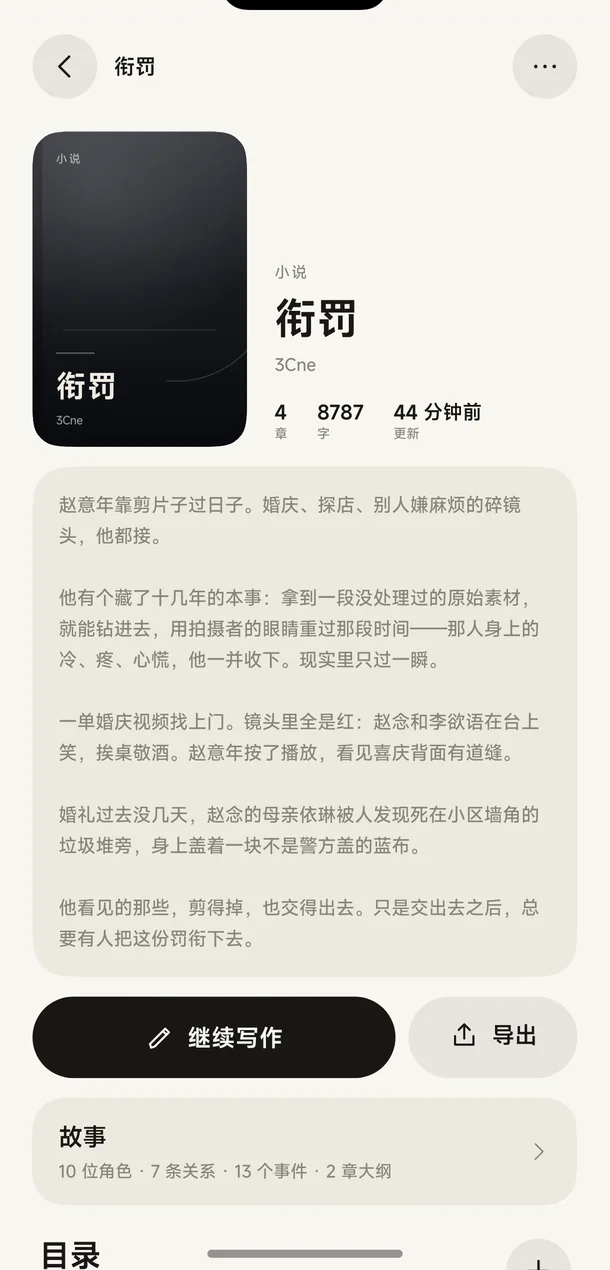 衔罚
小说
衔罚
3Cne
小说
衔罚
3Cne
4
章
8787
字
44 分钟前
更新
赵意年靠剪片子过日子。婚庆、探店、别人嫌麻烦的碎镜
头，他都接。
他有个藏了十几年的本事：拿到一段没处理过的原始素材，
就能钻进去，用拍摄者的眼睛重过那段时间——那人身上的
冷、疼、心慌，他一并收下。现实里只过一瞬。
一单婚庆视频找上门。镜头里全是红：赵念和李欲语在台上
笑，挨桌敬酒。赵意年按了播放，看见喜庆背面有道缝。
婚礼过去没几天，赵念的母亲依琳被人发现死在小区墙角的
垃圾堆旁，身上盖着一块不是警方盖的蓝布。
他看见的那些，剪得掉，也交得出去。只是交出去之后，总
要有人把这份罚衔下去。
继续写作
导出
故事
10 位角色 · 7 条关系 · 13 个事件 · 2 章大纲
目录